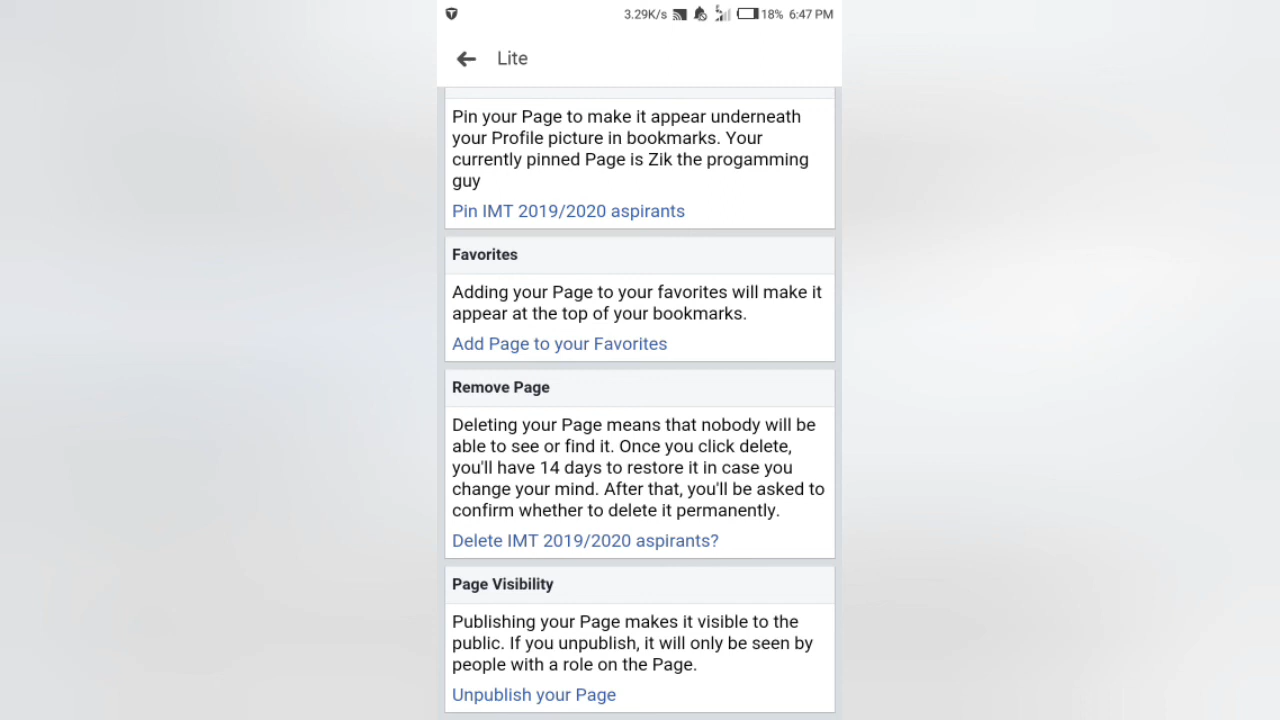 3.29K/s 18% 6:47 PM
Lite
Pin your Page to make it appear underneath
your Profile picture in bookmarks. Your
currently pinned Page is Zik the progamming
guy
Pin IMT 2019/2020 aspirants
Favorites
Adding your Page to your favorites will make it
appear at the top of your bookmarks.
Add Page to your Favorites
Remove Page
Deleting your Page means that nobody will be
able to see or find it. Once you click delete,
you'll have 14 days to restore it in case you
change your mind. After that, you'll be asked to
confirm whether to delete it permanently.
Delete IMT 2019/2020 aspirants?
Page Visibility
Publishing your Page makes it visible to the
public. If you unpublish, it will only be seen by
people with a role on the Page.
Unpublish your Page